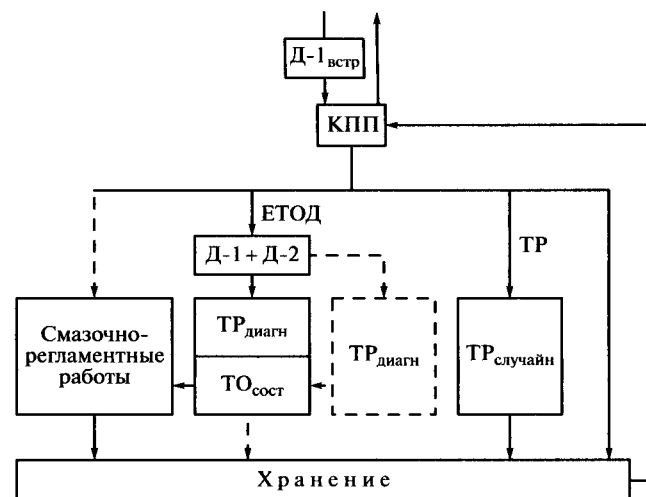 Д-1встр
КПП
ЕТОД
ТР
Д-1 + Д-2
Смазочно-
регламентные
работы
ТРдиагн
ТОсост
ТРдиагн
ТРслучайн
Хранение